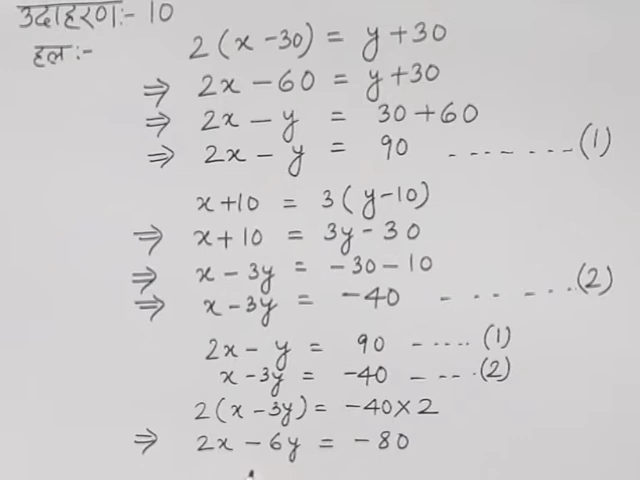 उदाहरण:- 10
हल:- 2(x-30) = y+30
⇒ 2x-60 = y+30
⇒ 2x-y = 30+60
⇒ 2x-y = 90 -------(1)
x+10 = 3(y-10)
⇒ x+10 = 3y-30
⇒ x-3y = -30-10
⇒ x-3y = -40 -------(2)
2x-y = 90 -----(1)
x-3y = -40 -----(2)
2(x-3y) = -40×2
⇒ 2x-6y = -80